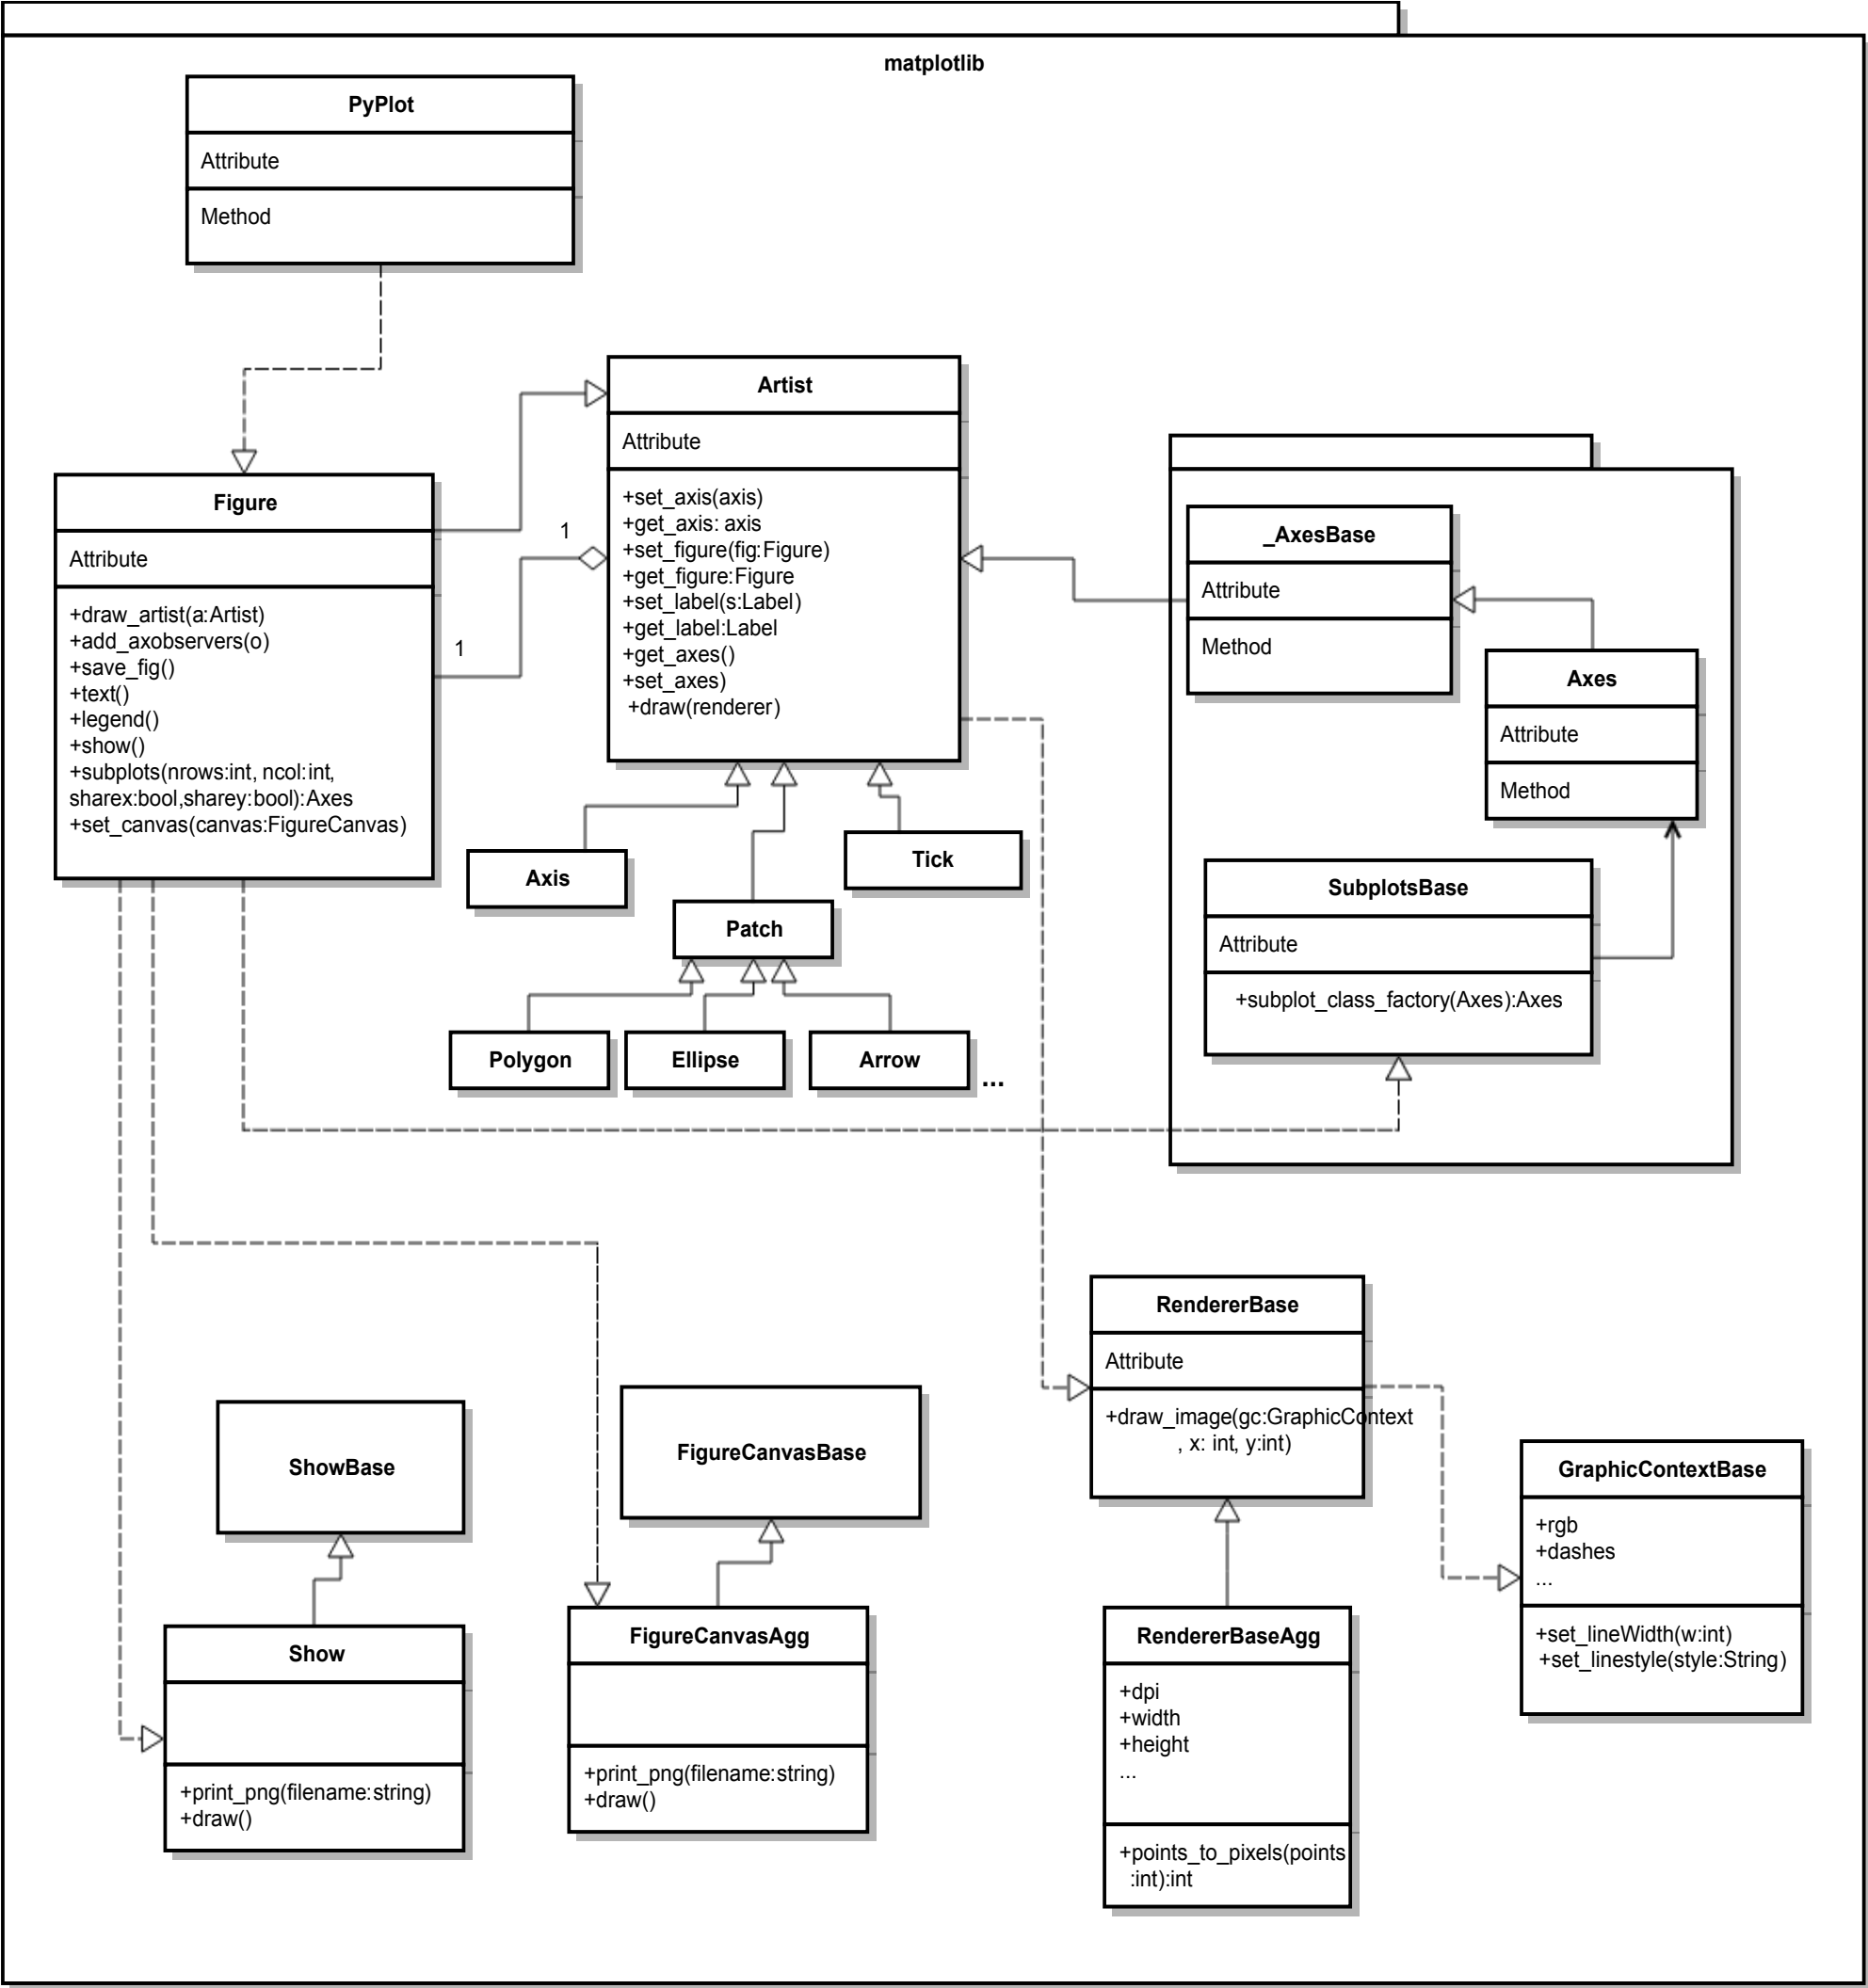 matplotlib
PyPlot
Attribute
Method
Artist
Attribute
+set_axis(axis)
+get_axis: axis
+set_figure(fig:Figure)
+get_figure:Figure
+set_label(s:Label)
+get_label:Label
+get_axes()
+set_axes)
+draw(renderer)
Figure
Attribute
+draw_artist(a:Artist)
+add_axobservers(o)
+save_fig()
+text()
+legend()
+show()
+subplots(nrows:int, ncol:int,
sharex:bool,sharey:bool):Axes
+set_canvas(canvas:FigureCanvas)
1
1
_AxesBase
Attribute
Method
Axes
Attribute
Method
SubplotsBase
Attribute
+subplot_class_factory(Axes):Axes
Axis
Tick
Patch
Polygon
Ellipse
Arrow
...
RendererBase
Attribute
+draw_image(gc:GraphicContext
, x: int, y:int)
ShowBase
FigureCanvasBase
GraphicContextBase
+rgb
+dashes
...
+set_lineWidth(w:int)
+set_linestyle(style:String)
Show
+print_png(filename:string)
+draw()
FigureCanvasAgg
+print_png(filename:string)
+draw()
RendererBaseAgg
+dpi
+width
+height
...
+points_to_pixels(points
:int):int